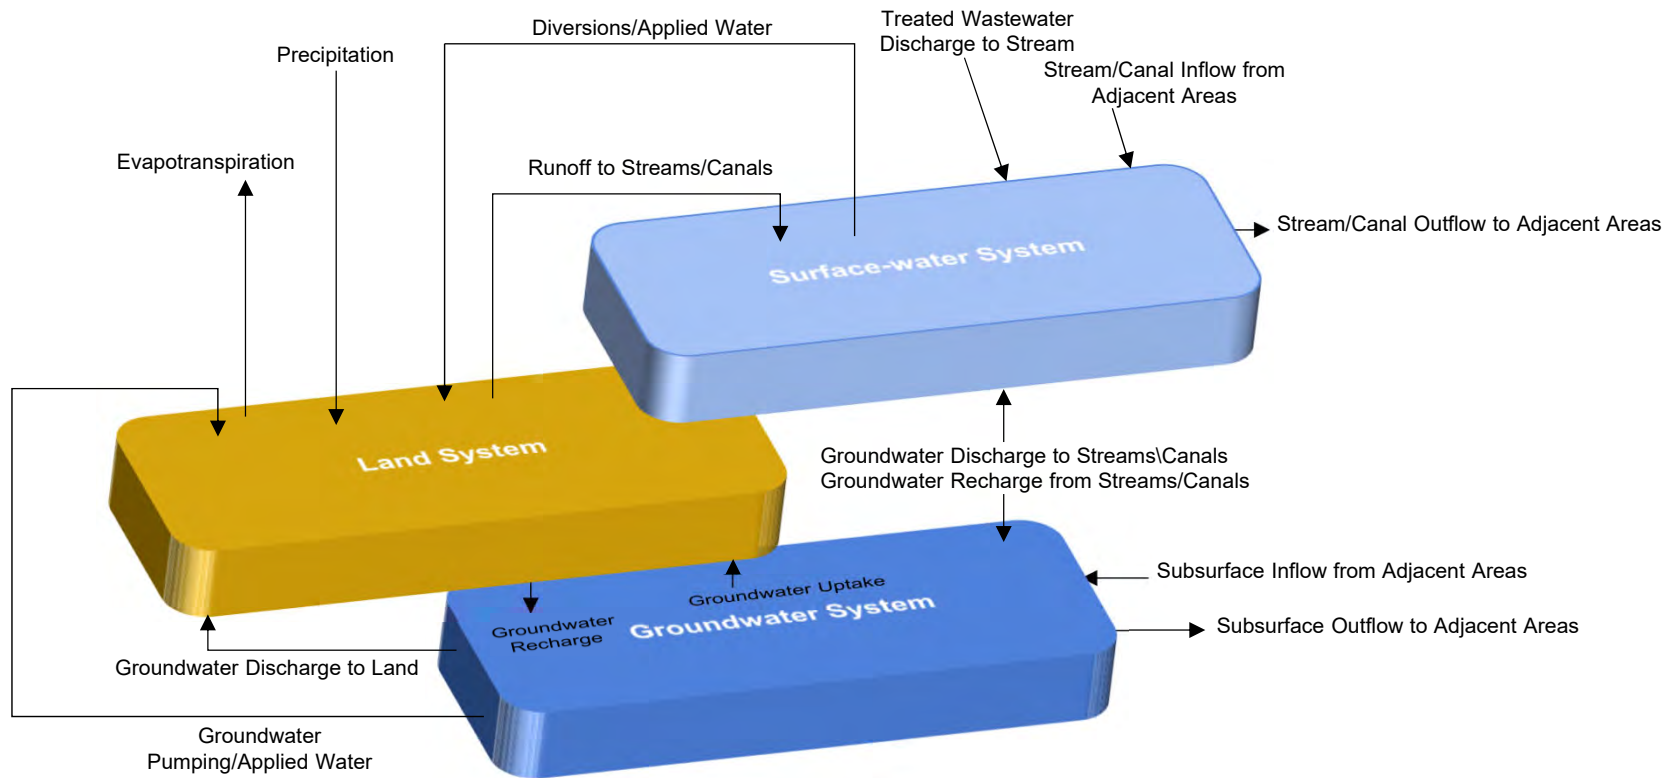 Diversions/Applied Water
Treated Wastewater
Discharge to Stream
Precipitation
Stream/Canal Inflow from
Adjacent Areas
Evapotranspiration
Runoff to Streams/Canals
Stream/Canal Outflow to Adjacent Areas
Surface-water System
Land System
Groundwater Discharge to Streams\Canals
Groundwater Recharge from Streams/Canals
Subsurface Inflow from Adjacent Areas
Groundwater Uptake
Groundwater System
Groundwater
Recharge
Subsurface Outflow to Adjacent Areas
Groundwater Discharge to Land
Groundwater
Pumping/Applied Water